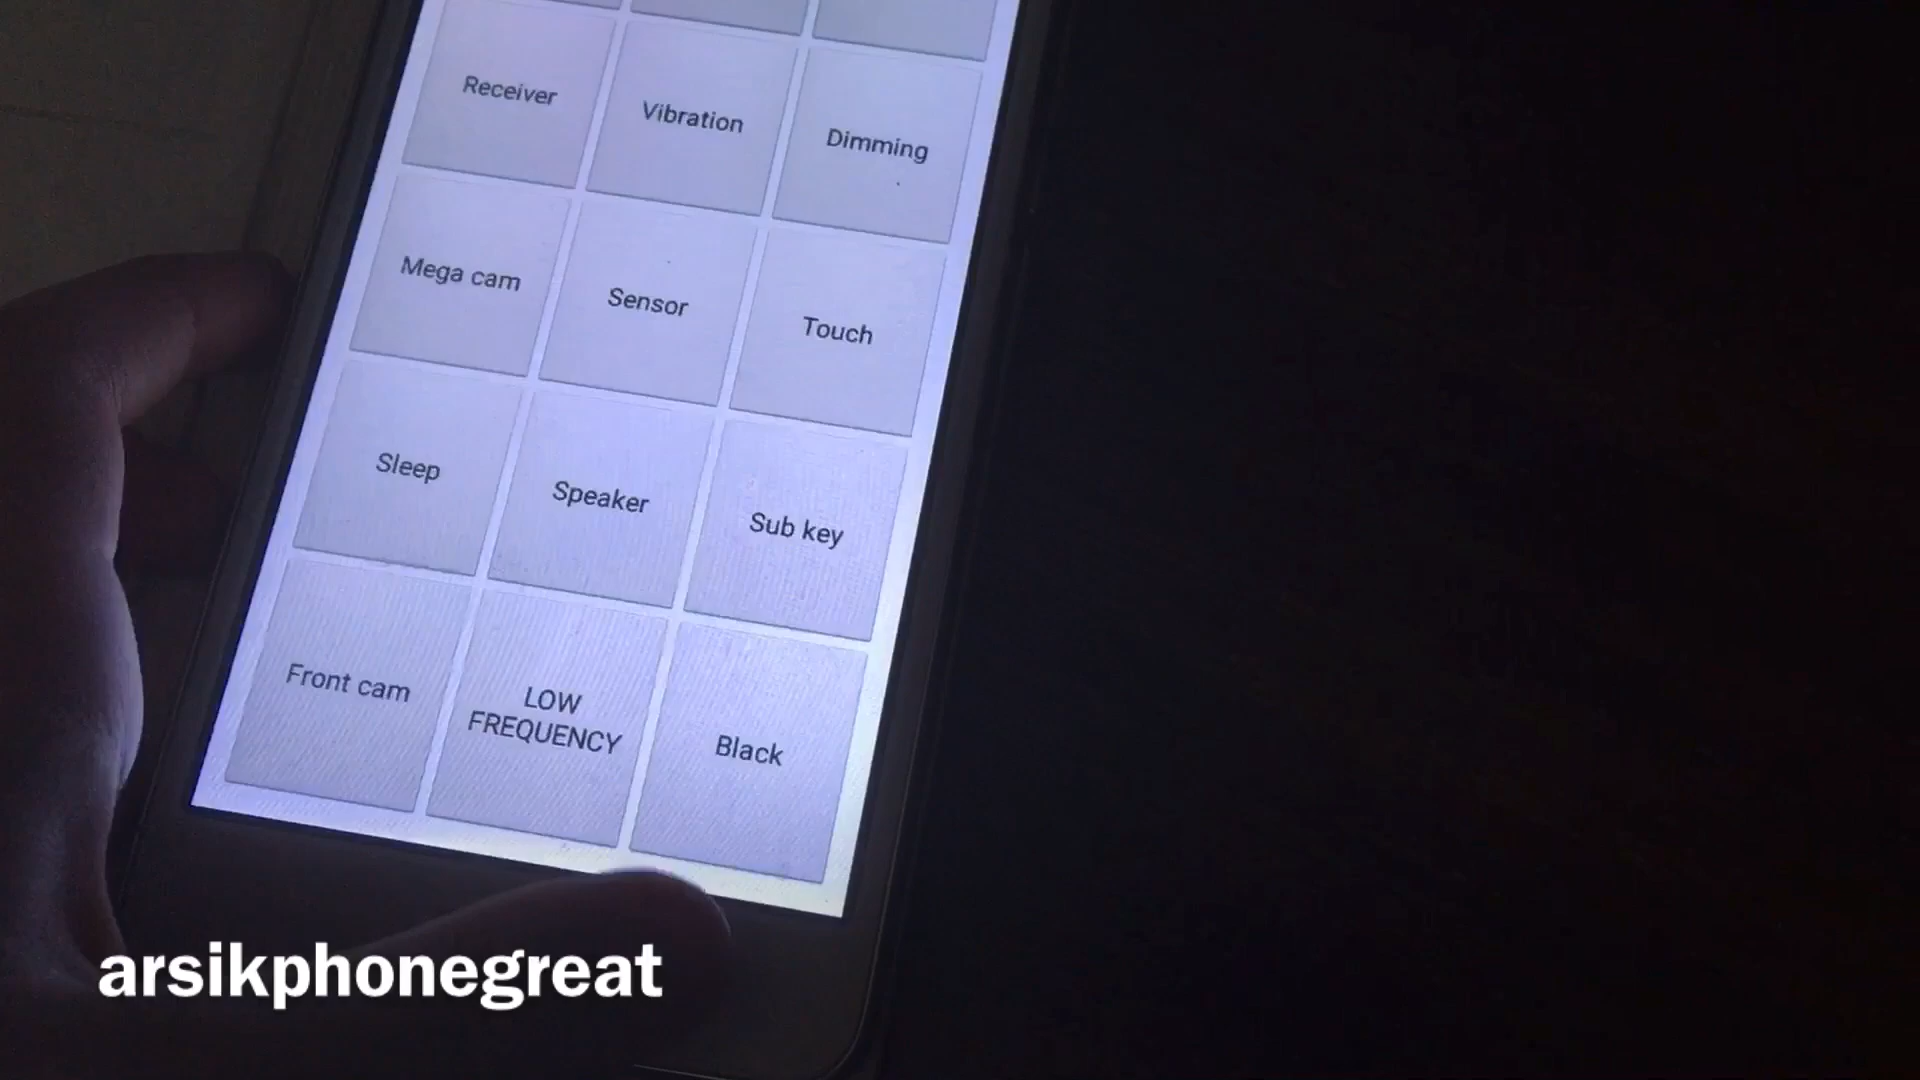 Receiver
Vibration
Dimming
Mega cam
Sensor
Touch
Sleep
Speaker
Sub key
Front cam
LOW
FREQUENCY
Black
arsikphonegreat